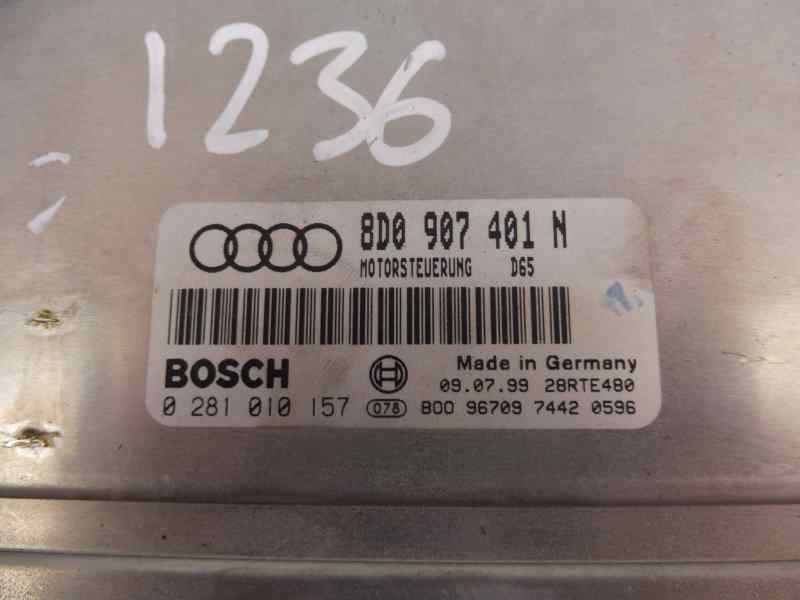 1236
8D0 907 401 N
MOTORSTEUERUNG D65
BOSCH
Made in Germany
09.07.99 28RTE480
0 281 010 157 078 BOO 96709 7442 0596